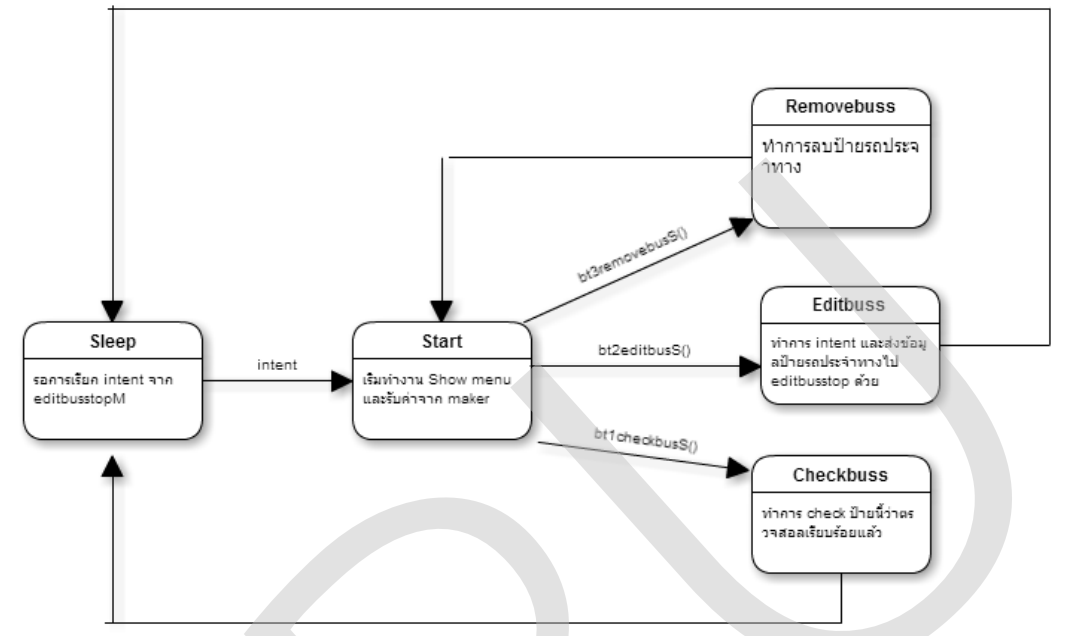 Removebuss
ทำการลบป้ายรถประจ
ำทาง
bt3removebusS()
Sleep
รอการเรียก intent จาก
editbusstopM
intent
Start
เริ่มทำงาน Show menu
และรับค่าจาก maker
bt2editbusS()
Editbuss
ทำการ intent และส่งข้อมู
ลป้ายรถประจำทางไป
editbusstop ด้วย
bt1checkbusS()
Checkbuss
ทำการ check ป้ายนี้ว่าตร
วจสอลเรียบร้อยแล้ว